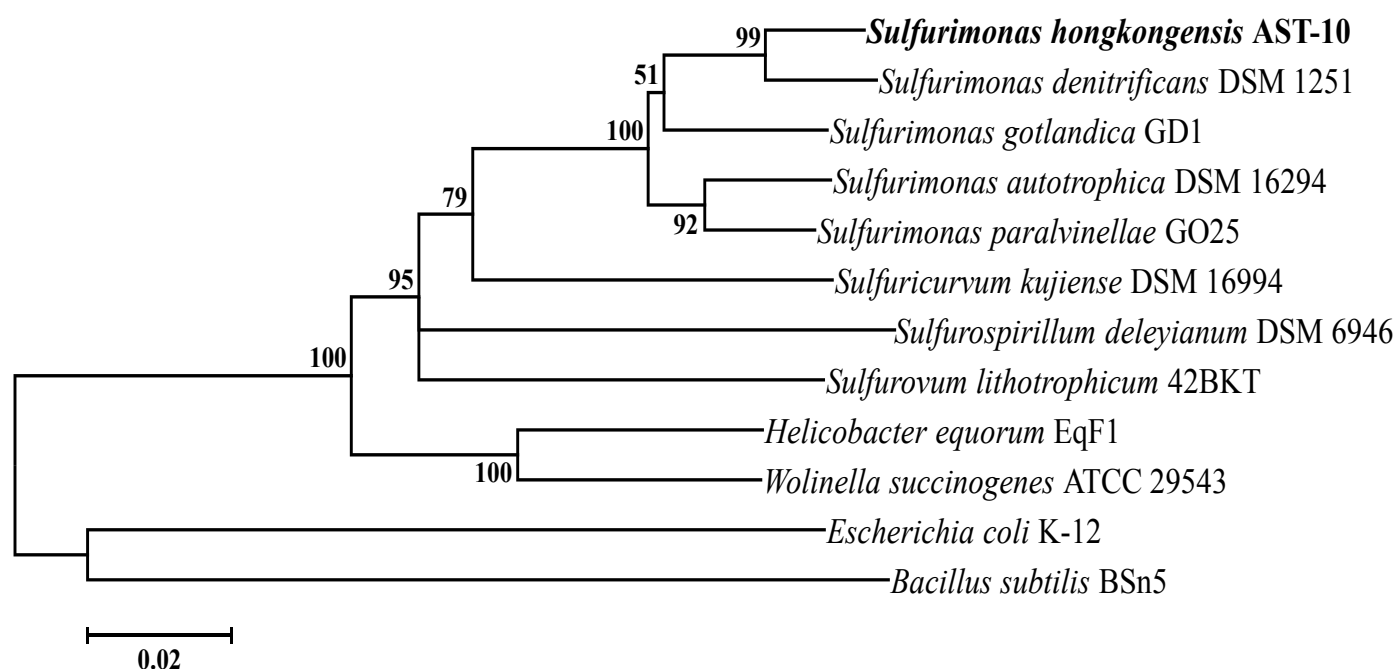 99
Sulfurimonas hongkongensis AST-10
51
Sulfurimonas denitrificans DSM 1251
100
Sulfurimonas gotlandica GD1
79
Sulfurimonas autotrophica DSM 16294
92
Sulfurimonas paralvinellae GO25
95
Sulfuricurvum kujiense DSM 16994
Sulfurospirillum deleyianum DSM 6946
100
Sulfurovum lithotrophicum 42BKT
Helicobacter equorum EqF1
100
Wolinella succinogenes ATCC 29543
Escherichia coli K-12
Bacillus subtilis BSn5
0.02